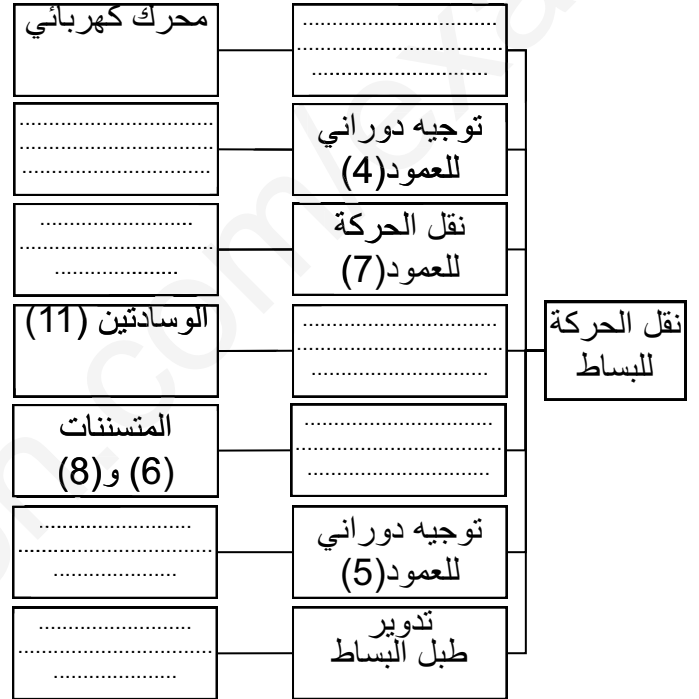 نقل الحركة
للبساط
توجيه دوراني
للعمود(4)
نقل الحركة
للعمود(7)
توجيه دوراني
للعمود(5)
تدوير
طبل البساط
محرك كهربائي
الوسادتين (11)
المتسننات
(6) و(8)